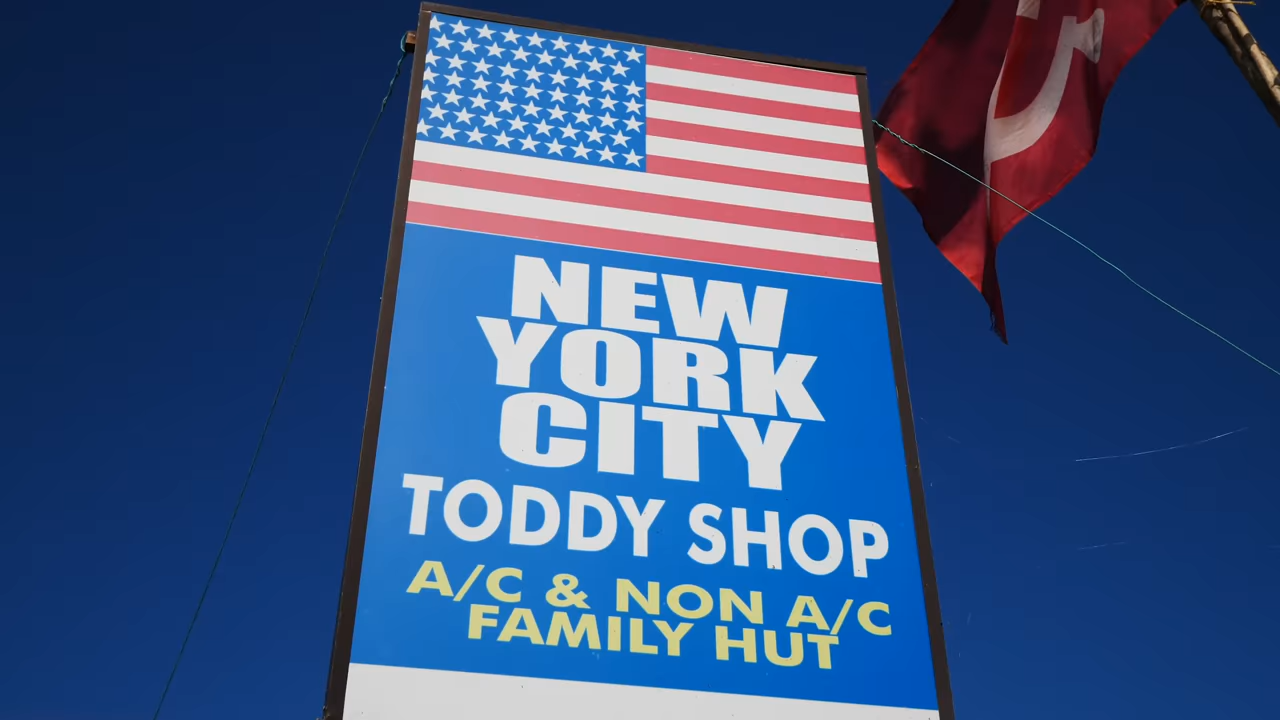 NEW
YORK
CITY
TODDY SHOP
A/C & NON A/C
FAMILY HUT